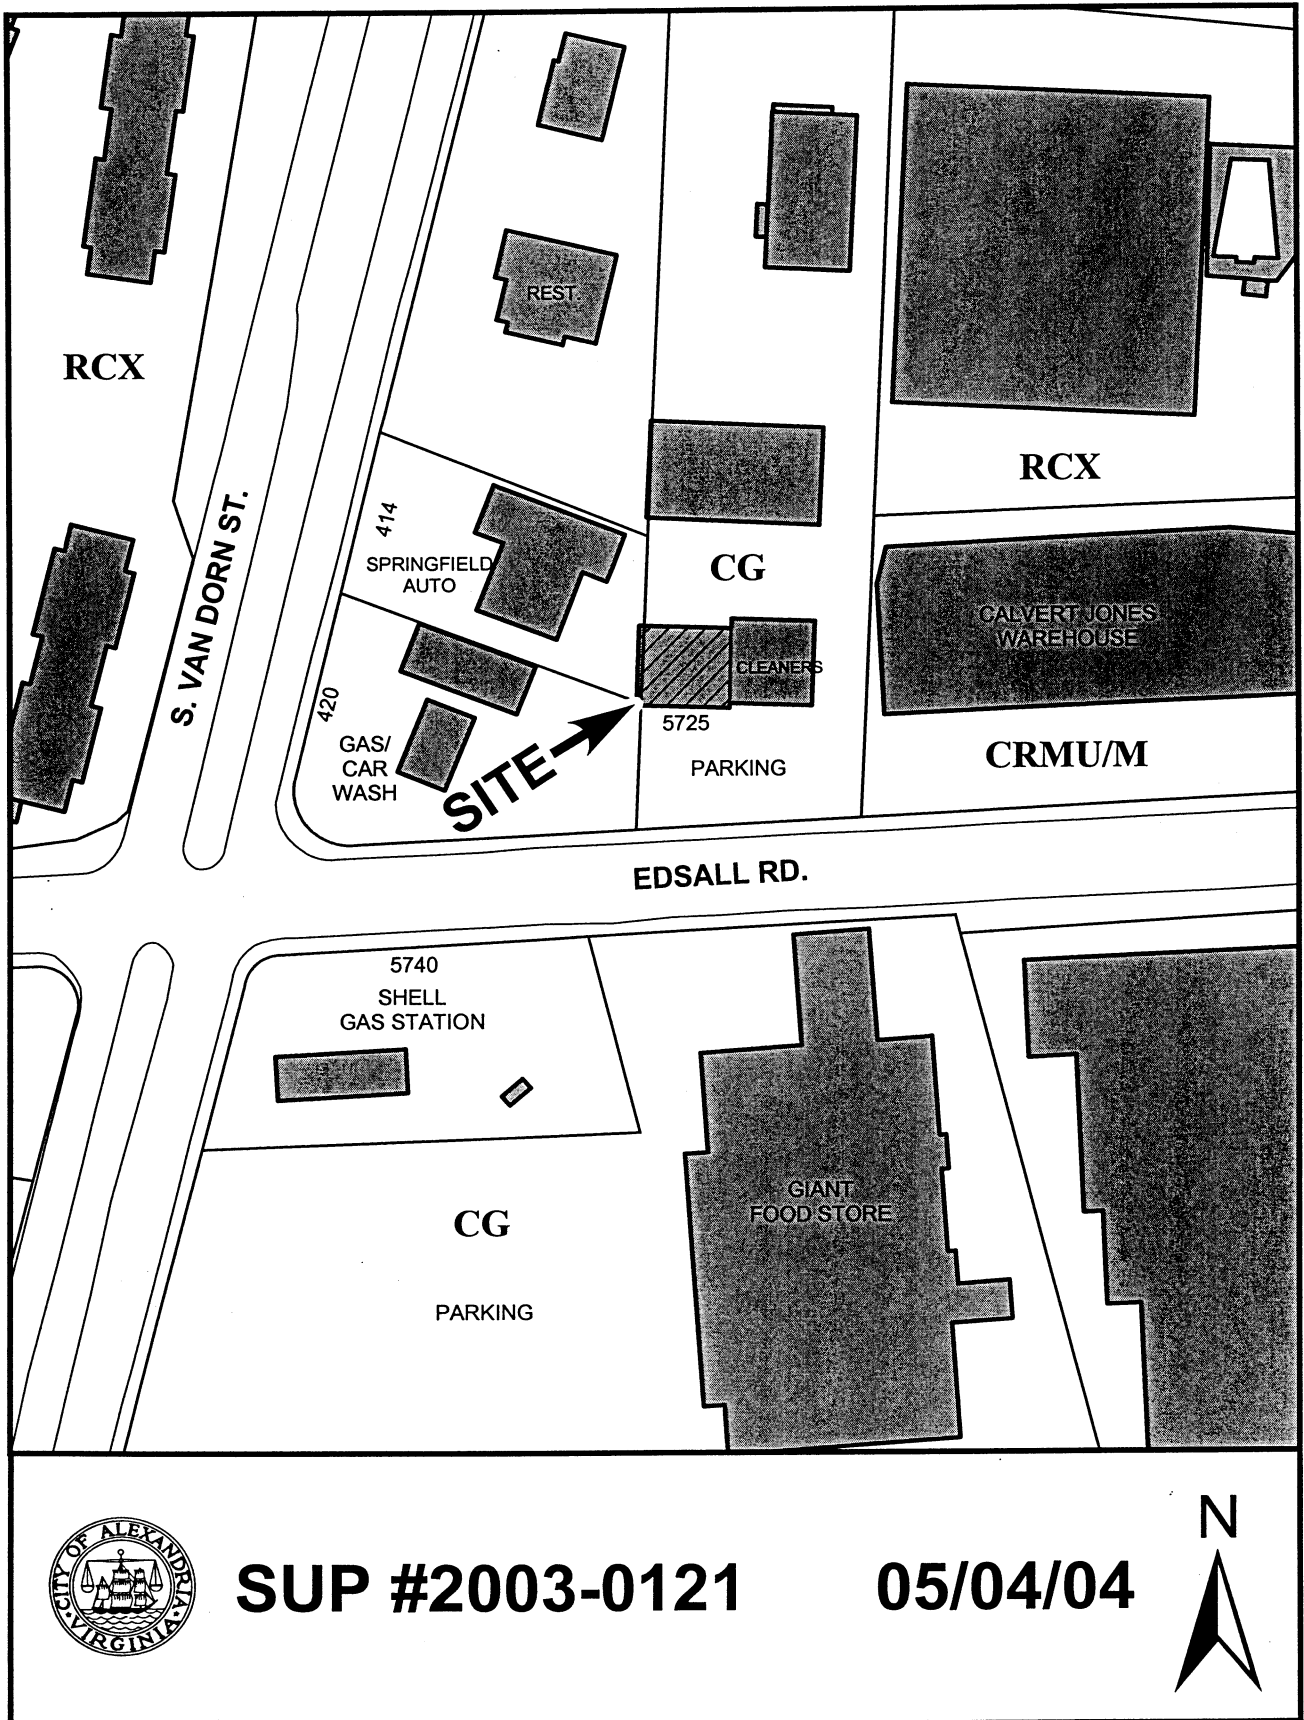 REST.
RCX
RCX
S. VAN DORN ST.
414
SPRINGFIELD
AUTO
CG
CALVERT JONES
WAREHOUSE
CLEANERS
420
5725
GAS/
CAR
WASH
SITE
PARKING
CRMU/M
EDSALL RD.
5740
SHELL
GAS STATION
GIANT
FOOD STORE
CG
PARKING
CITY OF ALEXANDRIA
VIRGINIA
SUP #2003-0121
05/04/04
N